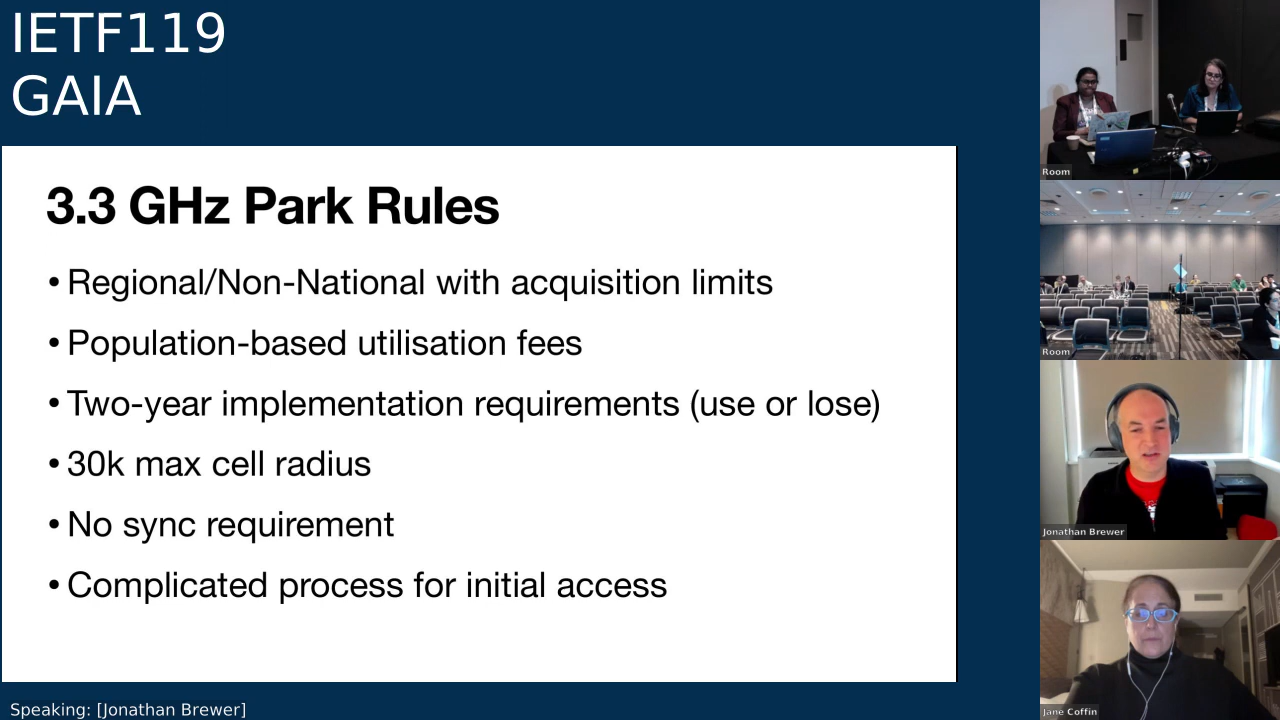 IETF119
GAIA
3.3 GHz Park Rules
• Regional/Non-National with acquisition limits
• Population-based utilisation fees
• Two-year implementation requirements (use or lose)
• 30k max cell radius
• No sync requirement
• Complicated process for initial access
Speaking: [Jonathan Brewer]
Room
Room
Jonathan Brewer
Jane Coffin